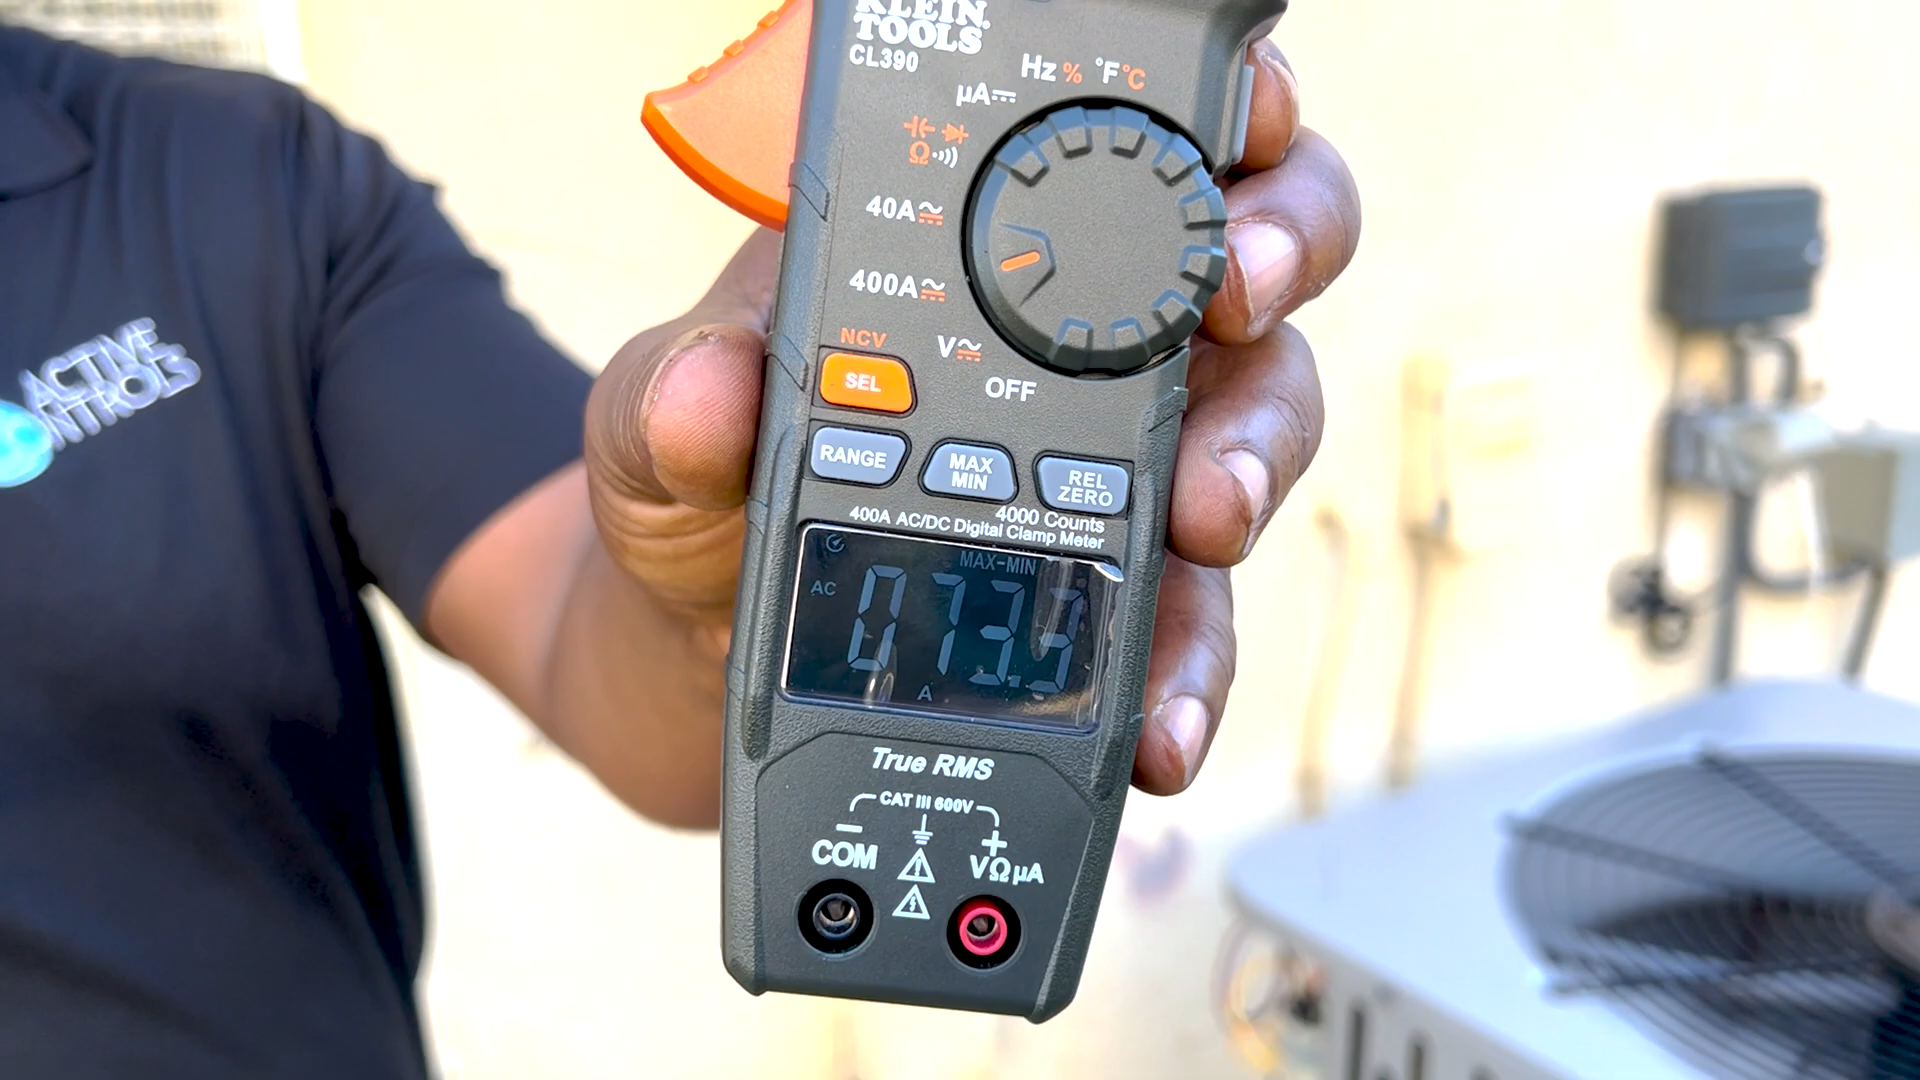 KLEIN
TOOLS
CL390
Hz % °F °C
µA
Ω
40A
400A
NCV
V
SEL
OFF
RANGE
MAX
MIN
REL
ZERO
4000 Counts
400A AC/DC Digital Clamp Meter
MAX-MIN
AC
073.9
A
True RMS
CAT III 600V
COM
VΩµA
ACTIVE
NTROLS